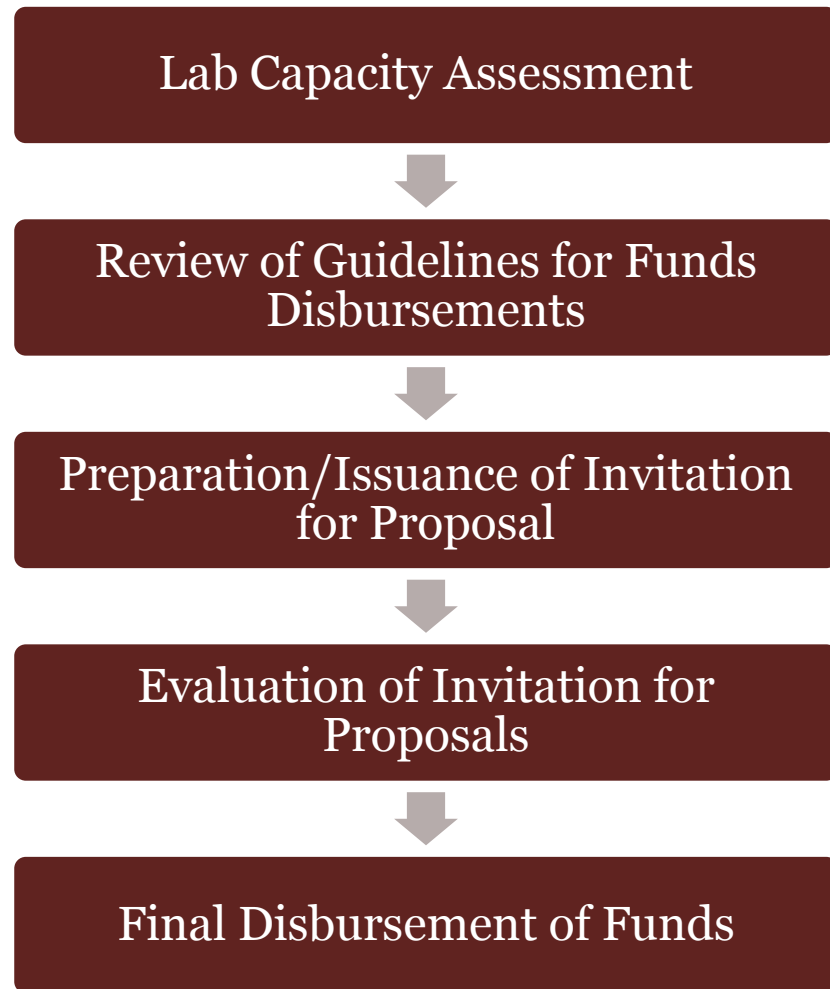 Lab Capacity Assessment
Review of Guidelines for Funds
Disbursements
Preparation/Issuance of Invitation
for Proposal
Evaluation of Invitation for
Proposals
Final Disbursement of Funds